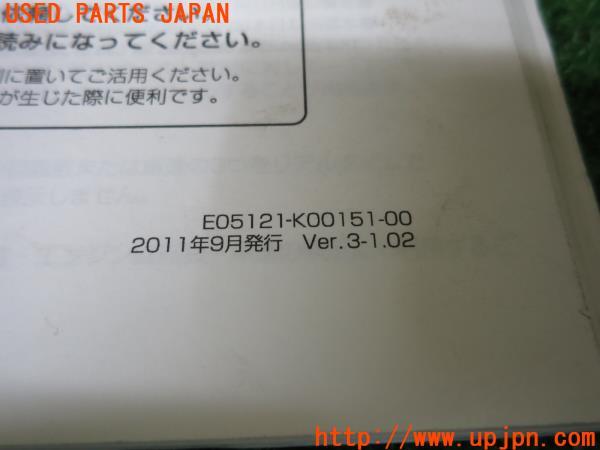 USED PARTS JAPAN
読みになってください。
に置いてご活用ください。
が生じた際に便利です。
E05121-K00151-00
2011年9月発行 Ver.3-1.02
http://www.upjpn.com